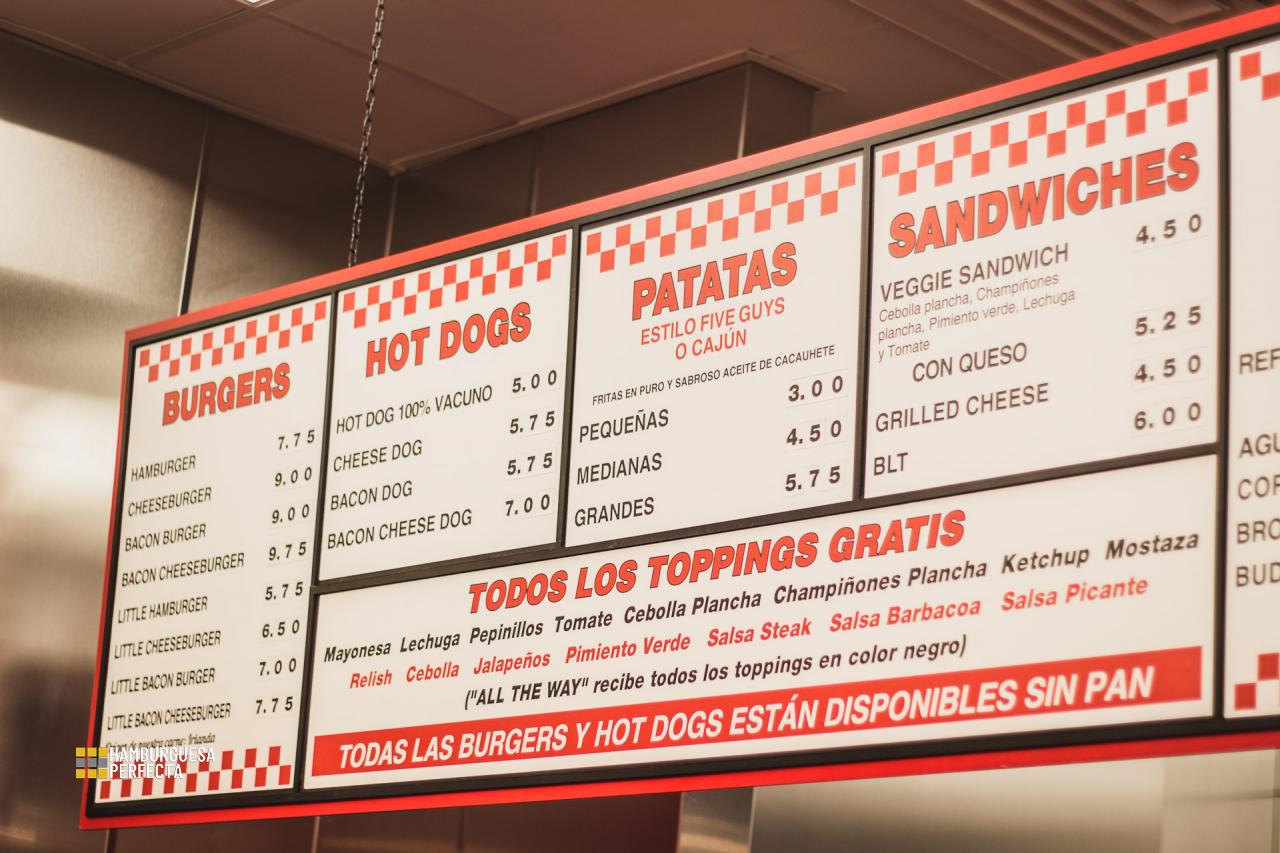 BURGERS
HAMBURGER 7.75
CHEESEBURGER 9.00
BACON BURGER 9.00
BACON CHEESEBURGER 9.75
LITTLE HAMBURGER 5.75
LITTLE CHEESEBURGER 6.50
LITTLE BACON BURGER 7.00
LITTLE BACON CHEESEBURGER 7.75
nuestra carne: Irlanda
HAMBURGUESA
PERFECTA
HOT DOGS
HOT DOG 100% VACUNO 5.00
CHEESE DOG 5.75
BACON DOG 5.75
BACON CHEESE DOG 7.00
PATATAS
ESTILO FIVE GUYS
O CAJÚN
FRITAS EN PURO Y SABROSO ACEITE DE CACAHUETE
PEQUEÑAS 3.00
MEDIANAS 4.50
GRANDES 5.75
SANDWICHES
VEGGIE SANDWICH 4.50
Cebolla plancha, Champiñones
plancha, Pimiento verde, Lechuga
y Tomate
CON QUESO 5.25
GRILLED CHEESE 4.50
BLT 6.00
TODOS LOS TOPPINGS GRATIS
Mayonesa Lechuga Pepinillos Tomate Cebolla Plancha Champiñones Plancha Ketchup Mostaza
Relish Cebolla Jalapeños Pimiento Verde Salsa Steak Salsa Barbacoa Salsa Picante
("ALL THE WAY" recibe todos los toppings en color negro)
TODAS LAS BURGERS Y HOT DOGS ESTÁN DISPONIBLES SIN PAN
REF
AGU
COR
BRO
BUD